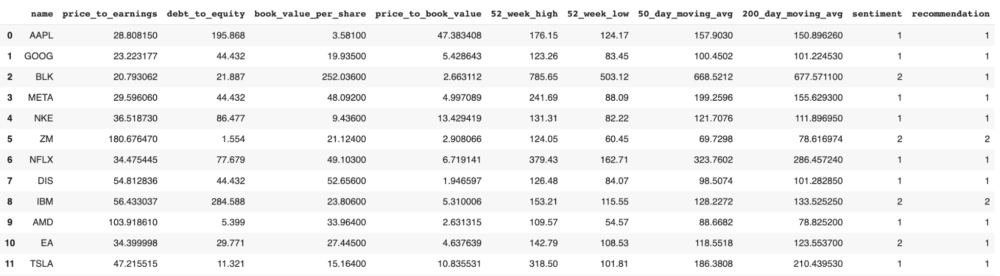 name price_to_earnings debt_to_equity book_value_per_share price_to_book_value 52_week_high 52_week_low 50_day_moving_avg 200_day_moving_avg sentiment recommendation
0 AAPL 28.808150 195.868 3.58100 47.383408 176.15 124.17 157.9030 150.896260 1 1
1 GOOG 23.223177 44.432 19.93500 5.428643 123.26 83.45 100.4502 101.224530 1 1
2 BLK 20.793062 21.887 252.03600 2.663112 785.65 503.12 668.5212 677.571100 2 1
3 META 29.596060 44.432 48.09200 4.997089 241.69 88.09 199.2596 155.629300 1 1
4 NKE 36.518730 86.477 9.43600 13.429419 131.31 82.22 121.7076 111.896950 1 1
5 ZM 180.676470 1.554 21.12400 2.908066 124.05 60.45 69.7298 78.616974 2 2
6 NFLX 34.475445 77.679 49.10300 6.719141 379.43 162.71 323.7602 286.457240 1 1
7 DIS 54.812836 44.432 52.65600 1.946597 126.48 84.07 98.5074 101.282850 1 1
8 IBM 56.433037 284.588 23.80600 5.310006 153.21 115.55 128.2272 133.525250 2 2
9 AMD 103.918610 5.399 33.96400 2.631315 109.57 54.57 88.6682 78.825200 1 1
10 EA 34.399998 29.771 27.44500 4.637639 142.79 108.53 118.5518 123.553700 2 1
11 TSLA 47.215515 11.321 15.16400 10.835531 318.50 101.81 186.3808 210.439530 1 1